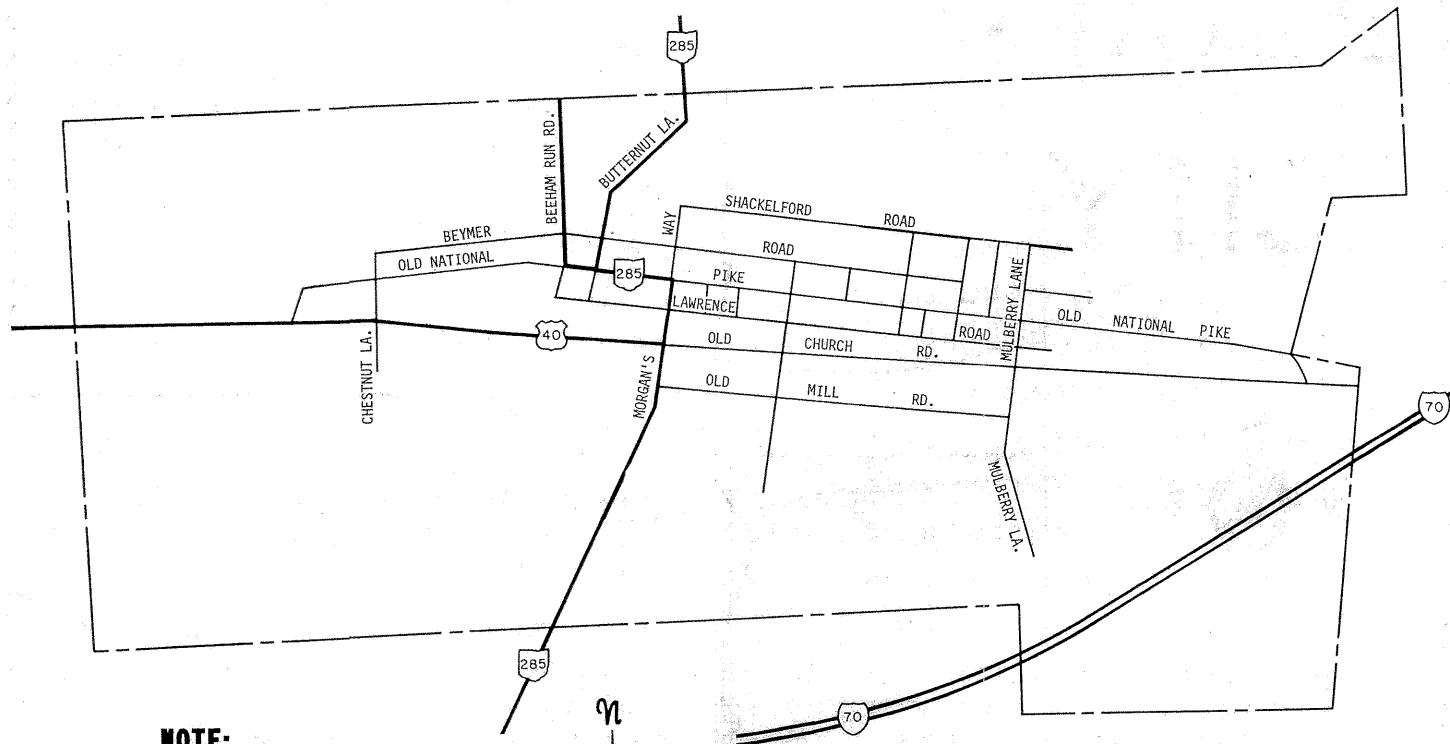 285
BEEHAM RUN RD.
BUTTERNUT LA.
WAY
SHACKELFORD ROAD
BEYMER ROAD
OLD NATIONAL PIKE
285
LAWRENCE ROAD
MULBERRY LANE
OLD NATIONAL PIKE
40
OLD CHURCH RD.
CHESTNUT LA.
MORGAN'S
OLD MILL RD.
70
MULBERRY LA.
285
n
70
NOTE: